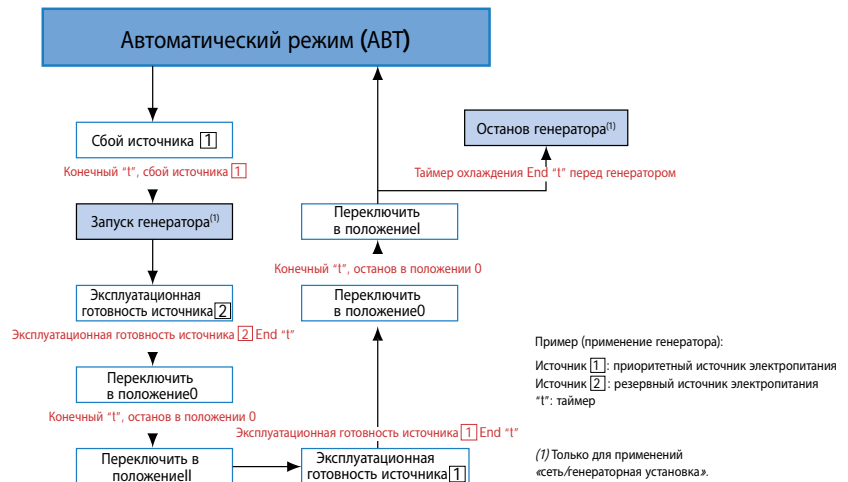 Автоматический режим (АВТ)
Сбой источника 1
Конечный “t”, сбой источника 1
Запуск генератора(1)
Эксплуатационная
готовность источника 2
Эксплуатационная готовность источника 2 End “t”
Переключить
в положение0
Конечный “t”, останов в положении 0
Переключить в
положениеII
Эксплуатационная
готовность источника 1
Эксплуатационная готовность источника 1 End “t”
Переключить
в положение0
Конечный “t”, останов в положении 0
Переключить
в положениеI
Таймер охлаждения End “t” перед генератором
Останов генератора(1)
Пример (применение генератора):
Источник 1 : приоритетный источник электропитания
Источник 2 : резервный источник электропитания
“t”: таймер
(1) Только для применений
«сеть/генераторная установка».